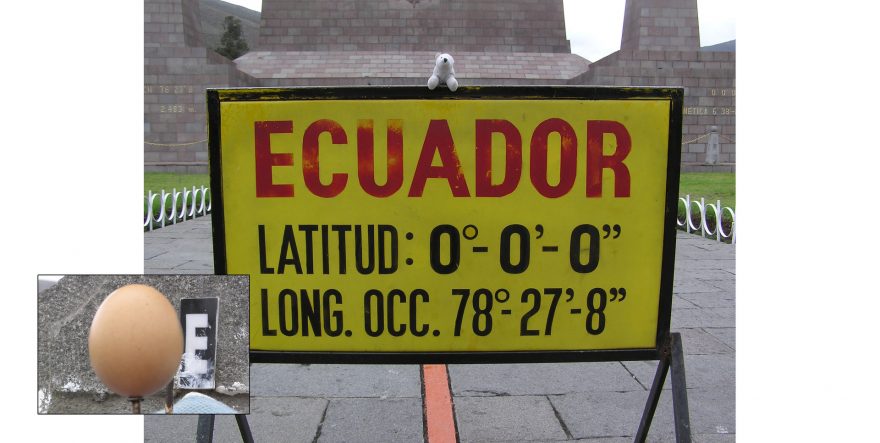 ECUADOR
LATITUD: 0°-0'-0"
LONG. OCC. 78°-27'-8"
E